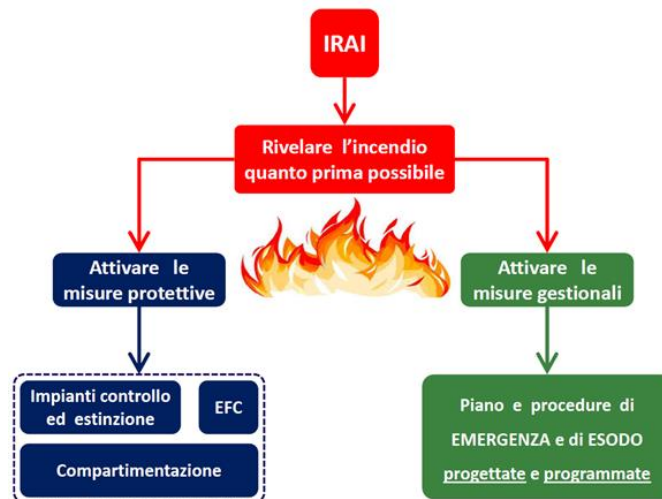 IRAI
Rivelare l'incendio
quanto prima possibile
Attivare le
misure protettive
Attivare le
misure gestionali
Impianti controllo
ed estinzione
EFC
Compartimentazione
Piano e procedure di
EMERGENZA e di ESODO
progettate e programmate